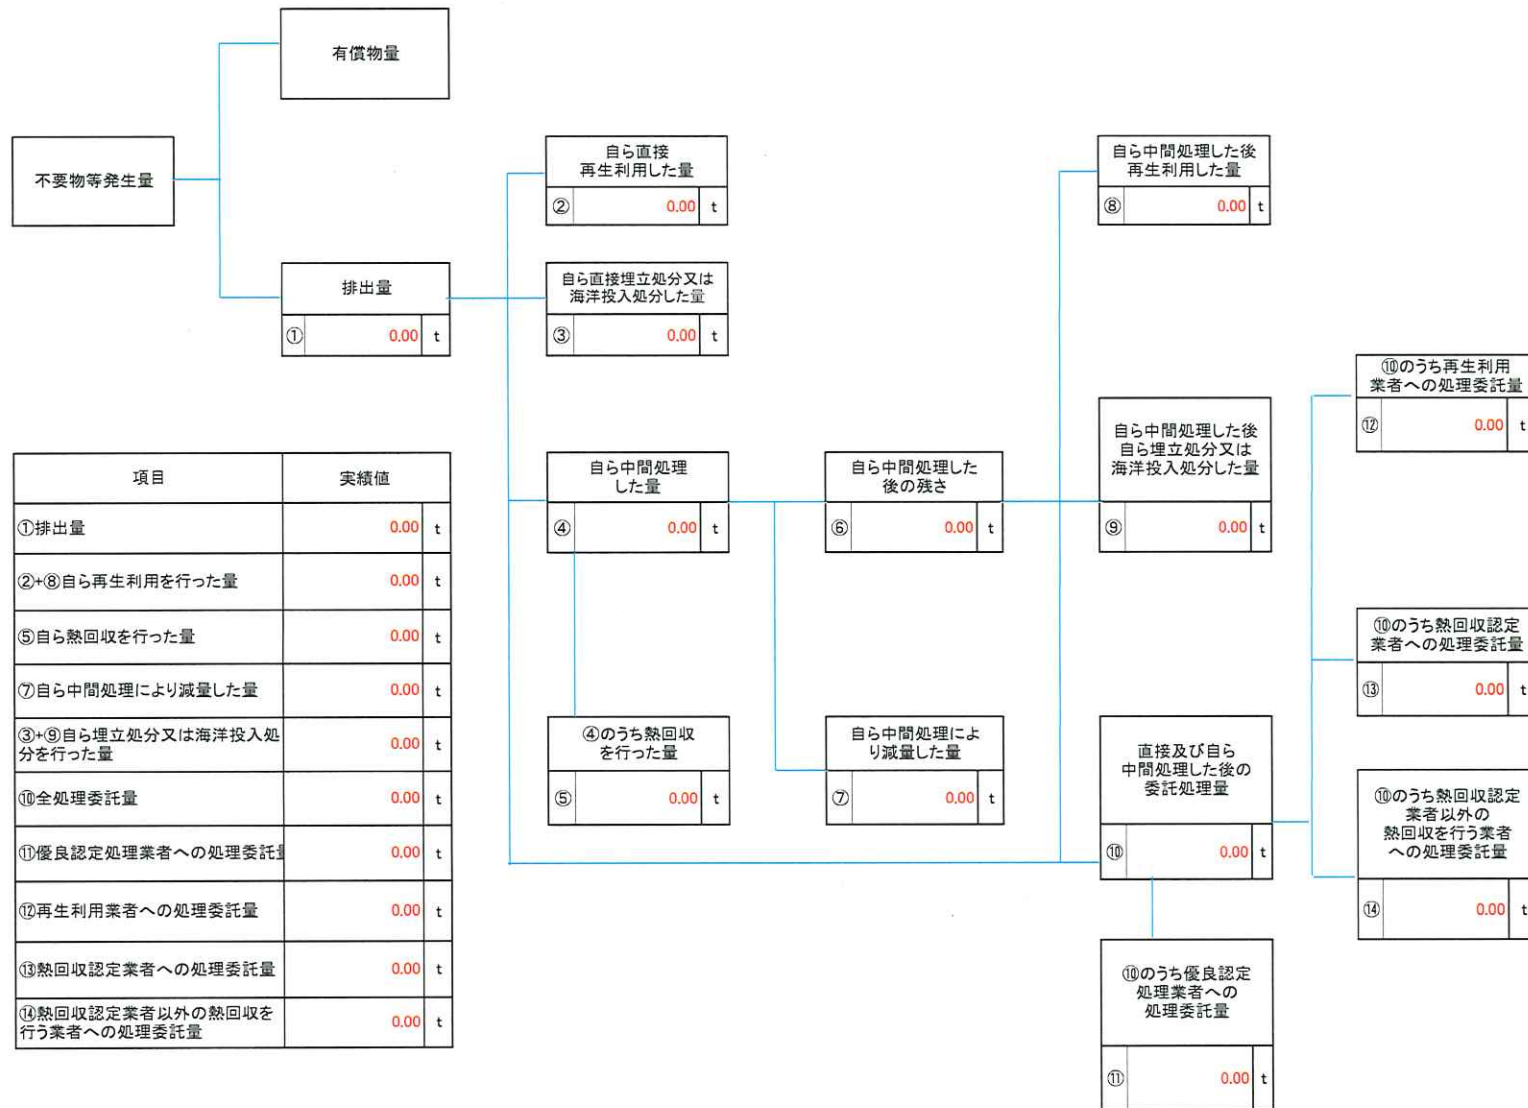 有償物量
不要物等発生量
自ら直接
再生利用した量
② 0.00 t
自ら中間処理した後
再生利用した量
⑧ 0.00 t
排出量
① 0.00 t
自ら直接埋立処分又は
海洋投入処分した量
③ 0.00 t
⑩のうち再生利用
業者への処理委託量
⑫ 0.00 t
自ら中間処理
した量
④ 0.00 t
自ら中間処理した
後の残さ
⑥ 0.00 t
自ら中間処理した後
自ら埋立処分又は
海洋投入処分した量
⑨ 0.00 t
⑩のうち熱回収認定
業者への処理委託量
⑬ 0.00 t
④のうち熱回収
を行った量
⑤ 0.00 t
自ら中間処理によ
り減量した量
⑦ 0.00 t
直接及び自ら
中間処理した後の
委託処理量
⑩ 0.00 t
⑩のうち熱回収認定
業者以外の
熱回収を行う業者
への処理委託量
⑭ 0.00 t
⑩のうち優良認定
処理業者への
処理委託量
⑪ 0.00 t
項目 実績値
①排出量 0.00 t
②+⑧自ら再生利用を行った量 0.00 t
⑤自ら熱回収を行った量 0.00 t
⑦自ら中間処理により減量した量 0.00 t
③+⑨自ら埋立処分又は海洋投入処
分を行った量 0.00 t
⑩全処理委託量 0.00 t
⑪優良認定処理業者への処理委託量 0.00 t
⑫再生利用業者への処理委託量 0.00 t
⑬熱回収認定業者への処理委託量 0.00 t
⑭熱回収認定業者以外の熱回収を
行う業者への処理委託量 0.00 t